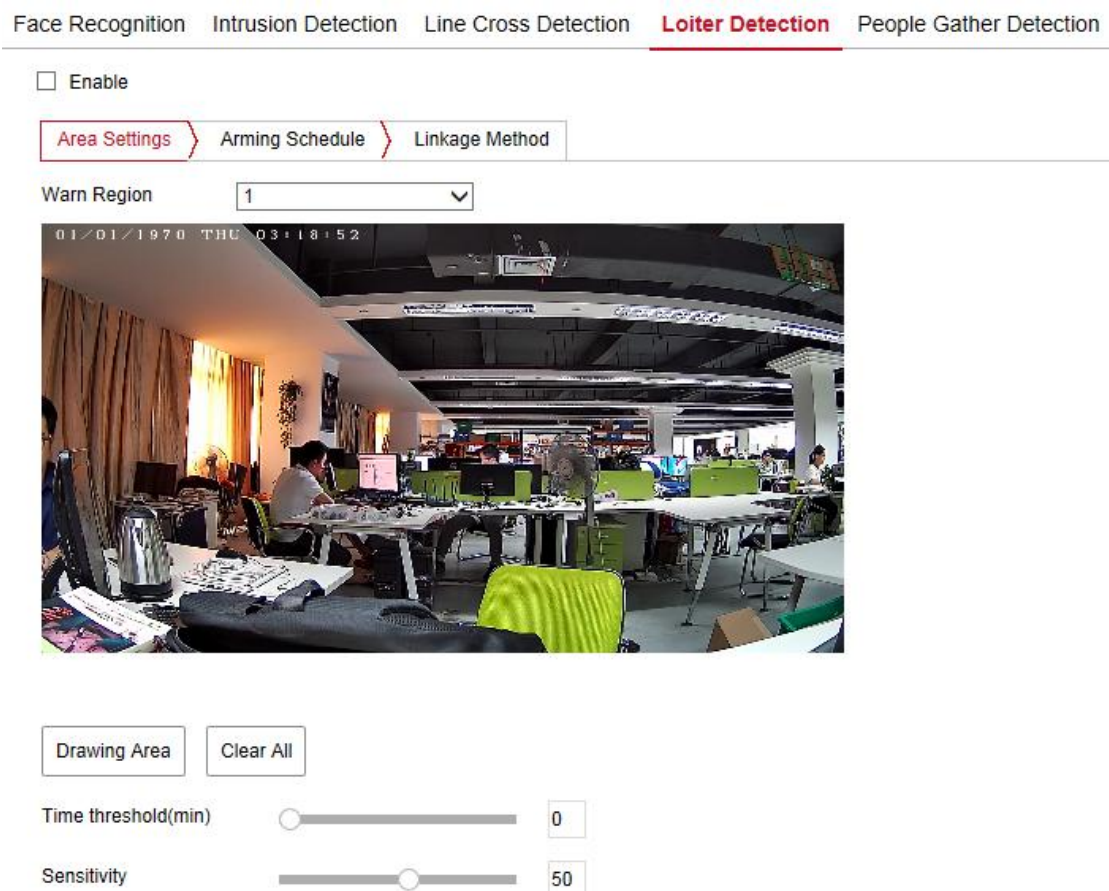 Face Recognition Intrusion Detection Line Cross Detection Loiter Detection People Gather Detection
Enable
Area Settings Arming Schedule Linkage Method
Warn Region 1
01/01/1970 THU 03:18:52
Drawing Area Clear All
Time threshold(min) 0
Sensitivity 50